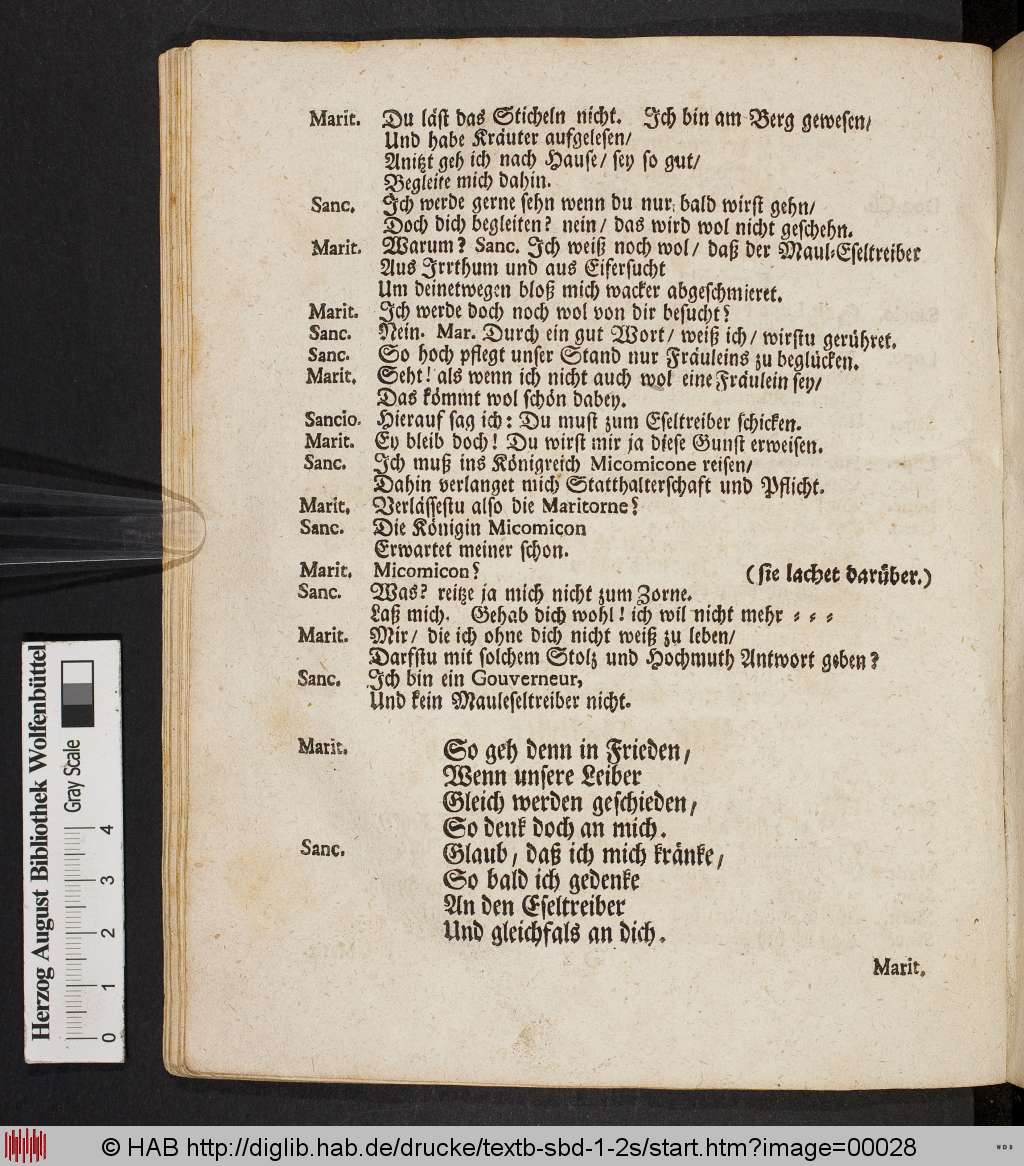 Marit. Du läst das Sticheln nicht. Ich bin am Berg gewesen/
Und habe Kräuter aufgelesen/
Anitzt geh ich nach Hause/ sey so gut/
Begleite mich dahin.
Sanc. Ich werde gerne sehn wenn du nur bald wirst gehn/
Doch dich begleiten? nein/ das wird wol nicht geschehn.
Marit. Warum? Sanc. Ich weiß noch wol/ daß der Maul-Eseltreiber
Aus Irrthum und aus Eifersucht
Um deinetwegen bloß mich wacker abgeschmieret.
Marit. Ich werde doch noch wol von dir besucht?
Sanc. Nein. Mar. Durch ein gut Wort/ weiß ich/ wirstu gerühret.
Sanc. So hoch pflegt unser Stand nur Fräuleins zu beglücken.
Marit. Seht! als wenn ich nicht auch wol eine Fräulein sey/
Das kömmt wol schön dabey.
Sancio. Hierauf sag ich: Du must zum Eseltreiber schicken.
Marit. Ey bleib doch! Du wirst mir ja diese Gunst erweisen.
Sanc. Ich muß ins Königreich Micomicone reisen/
Dahin verlanget mich Statthalterschaft und Pflicht.
Marit. Verlässestu also die Maritorne?
Sanc. Die Königin Micomicon
Erwartet meiner schon.
Marit. Micomicon? (sie lachet darüber.)
Sanc. Was? reitze ja mich nicht zum Zorne.
Laß mich. Gehab dich wohl! ich wil nicht mehr - - -
Marit. Mir/ die ich ohne dich nicht weiß zu leben/
Darfstu mit solchem Stolz und Hochmuth Antwort geben?
Sanc. Ich bin ein Gouverneur,
Und kein Mauleseltreiber nicht.
Marit. So geh denn in Frieden/
Wenn unsere Leiber
Gleich werden geschieden/
So denk doch an mich.
Sanc. Glaub/ daß ich mich kränke/
So bald ich gedenke
An den Eseltreiber
Und gleichfals an dich.
Marit.
Herzog August Bibliothek Wolfenbüttel
Gray Scale
0 1 2 3 4
© HAB http://diglib.hab.de/drucke/textb-sbd-1-2s/start.htm?image=00028